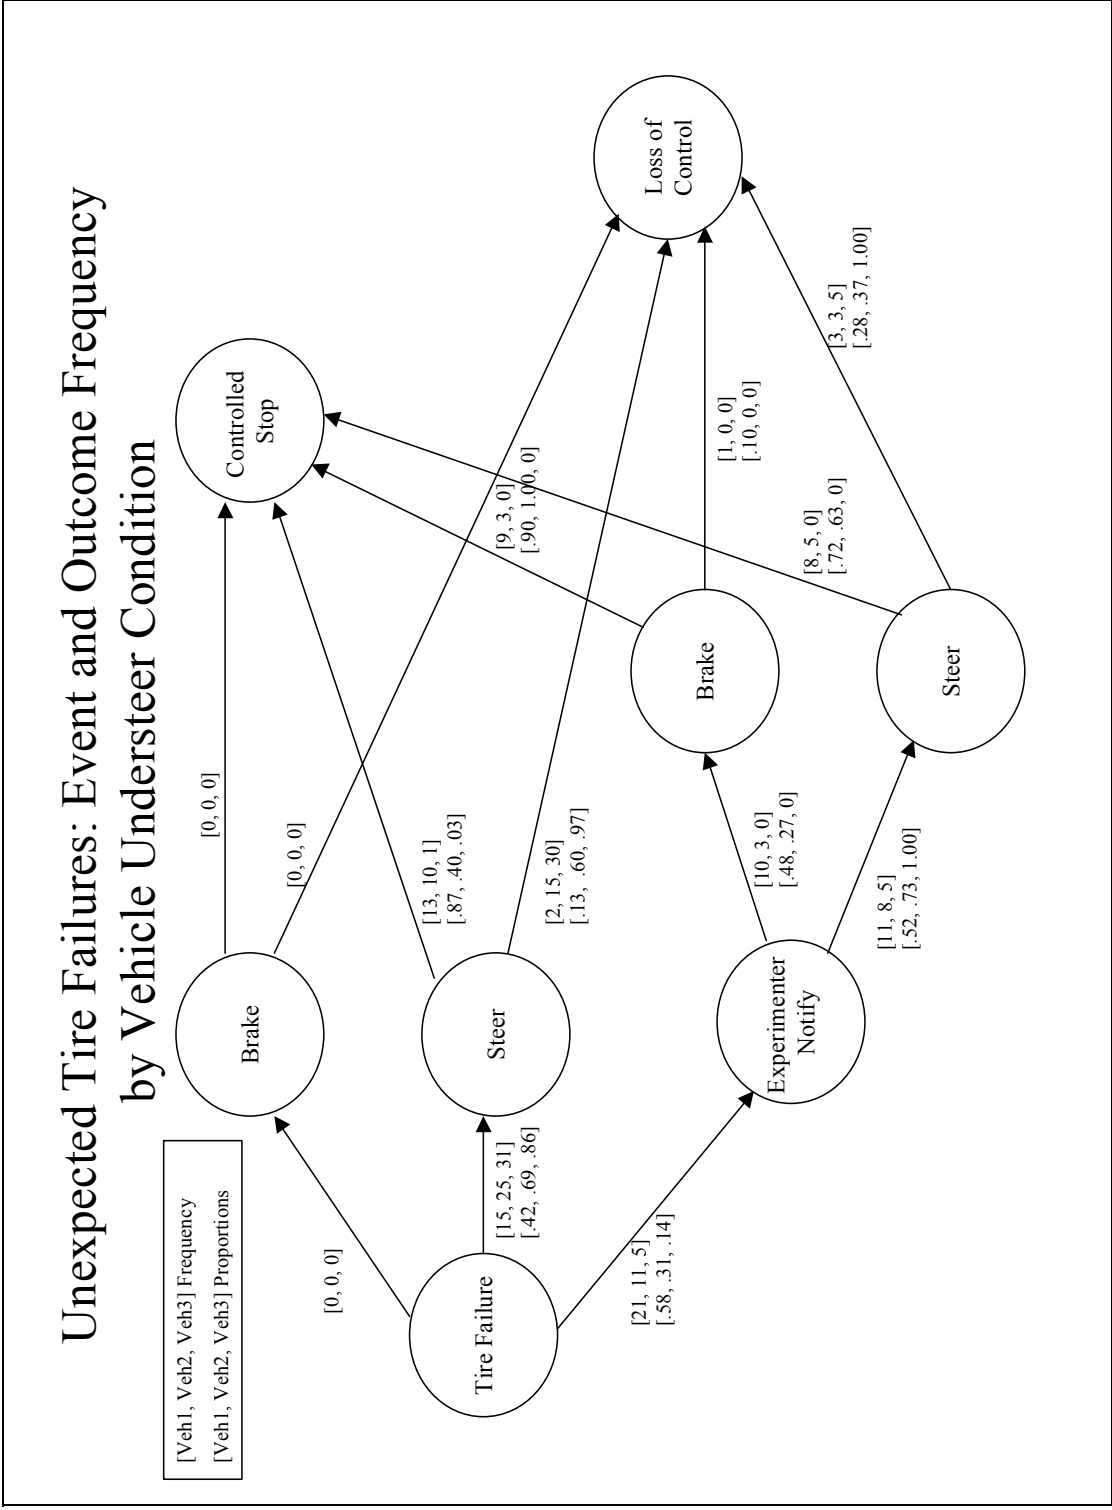 Unexpected Tire Failures: Event and Outcome Frequency
by Vehicle Understeer Condition
[Veh1, Veh2, Veh3] Frequency
[Veh1, Veh2, Veh3] Proportions
Tire Failure
[0, 0, 0]
[15, 25, 31]
[.42, .69, .86]
[21, 11, 5]
[.58, .31, .14]
Brake
Steer
Experimenter
Notify
[0, 0, 0]
[0, 0, 0]
[13, 10, 1]
[.87, .40, .03]
[2, 15, 30]
[.13, .60, .97]
[10, 3, 0]
[.48, .27, 0]
[11, 8, 5]
[.52, .73, 1.00]
Brake
Steer
[9, 3, 0]
[.90, 1.00, 0]
[1, 0, 0]
[.10, 0, 0]
[8, 5, 0]
[.72, .63, 0]
[3, 3, 5]
[.28, .37, 1.00]
Controlled
Stop
Loss of
Control